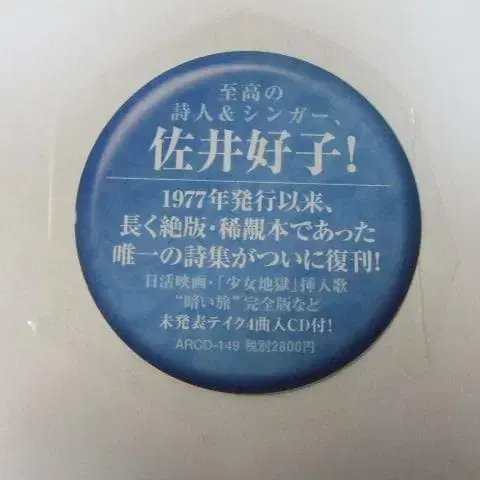 至高の
詩人&シンガー、
佐井好子!
1977年発行以来、
長く絶版・稀覯本であった
唯一の詩集がついに復刊!
日活映画・「少女地獄」挿入歌
“暗い旅”完全版など
未発表テイク4曲入CD付!
ARCD-149 税別2800円